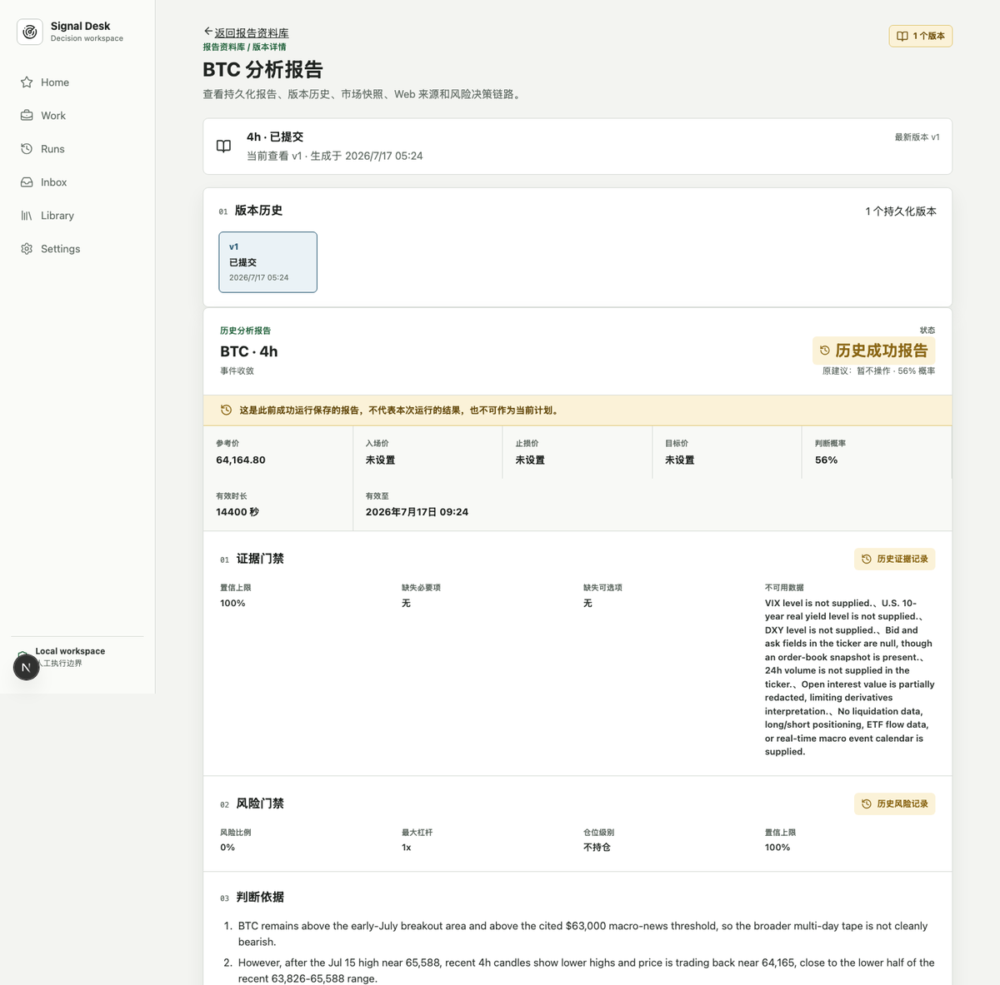 Signal Desk
Decision workspace
Home
Work
Runs
Inbox
Library
Settings
Local workspace
人工执行边界
N
返回报告资料库
报告资料库 / 版本详情
BTC 分析报告
查看持久化报告、版本历史、市场快照、Web 来源和风险决策链路。
1 个版本
4h · 已提交
当前查看 v1 · 生成于 2026/7/17 05:24
最新版本 v1
01 版本历史
1 个持久化版本
v1
已提交
2026/7/17 05:24
历史分析报告
BTC · 4h
事件收敛
状态
历史成功报告
原建议：暂不操作 · 56% 概率
这是此前成功运行保存的报告，不代表本次运行的结果，也不可作为当前计划。
参考价
64,164.80
入场价
未设置
止损价
未设置
目标价
未设置
判断概率
56%
有效时长
14400 秒
有效至
2026年7月17日 09:24
01 证据门禁
历史证据记录
置信上限
100%
缺失必要项
无
缺失可选项
无
不可用数据
VIX level is not supplied.、U.S. 10-
year real yield level is not supplied.、
DXY level is not supplied.、Bid and
ask fields in the ticker are null, though
an order-book snapshot is present.、
24h volume is not supplied in the
ticker.、Open interest value is partially
redacted, limiting derivatives
interpretation.、No liquidation data,
long/short positioning, ETF flow data,
or real-time macro event calendar is
supplied.
02 风险门禁
历史风险记录
风险比例
0%
最大杠杆
1x
仓位级别
不持仓
置信上限
100%
03 判断依据
1. BTC remains above the early-July breakout area and above the cited $63,000 macro-news threshold, so the broader multi-day tape is not cleanly
bearish.
2. However, after the Jul 15 high near 65,588, recent 4h candles show lower highs and price is trading back near 64,165, close to the lower half of the
recent 63,826-65,588 range.